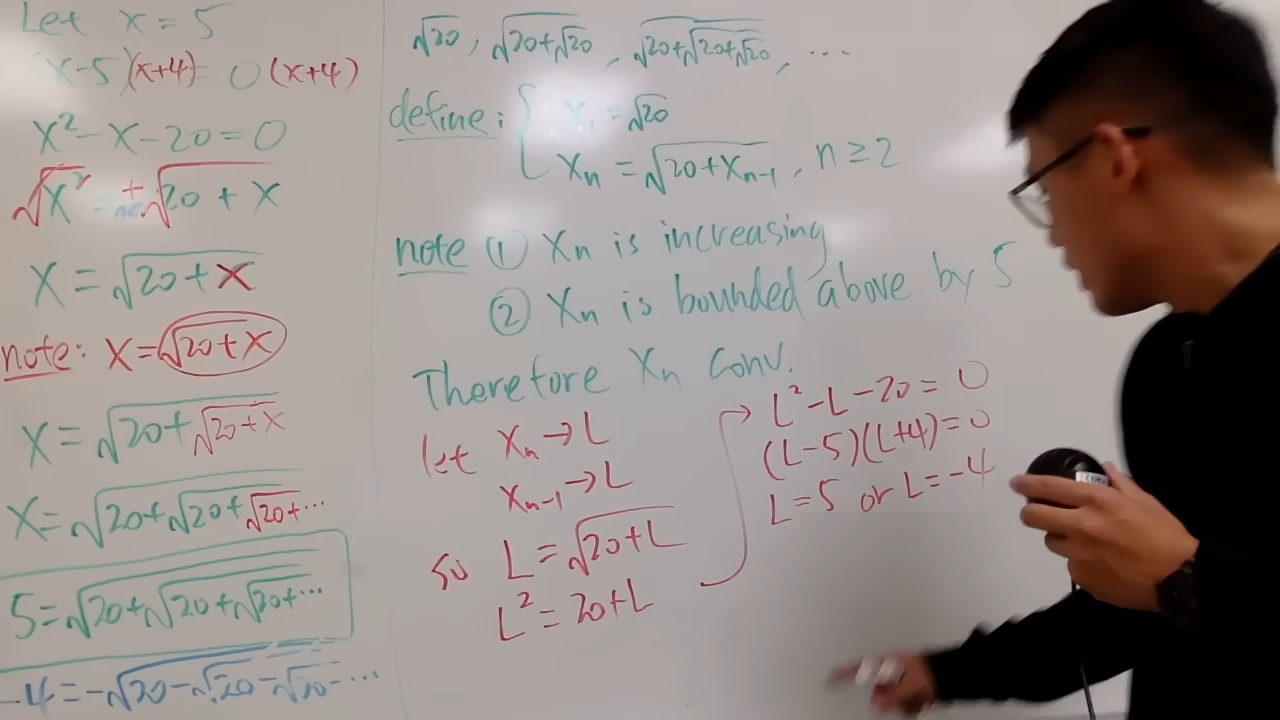 Let x = 5
(x-5)(x+4) = 0 (x+4)
x² - x - 20 = 0
√x² = ±√20 + x
x = √20 + x
note: x = √20 + x
x = √20 + √20 + x
x = √20 + √20 + √20 + ...
5 = √20 + √20 + √20 + ...
-4 = -√20 - √20 - √20 - ...
√20, √20+√20, √20+√20+√20, ...
define: { x₁ = √20
xₙ = √20 + xₙ₋₁, n ≥ 2
note ① xₙ is increasing
② xₙ is bounded above by 5
Therefore xₙ conv.
let xₙ → L
xₙ₋₁ → L
so L = √20+L
L² = 20+L
→ L² - L - 20 = 0
(L-5)(L+4) = 0
L = 5 or L = -4